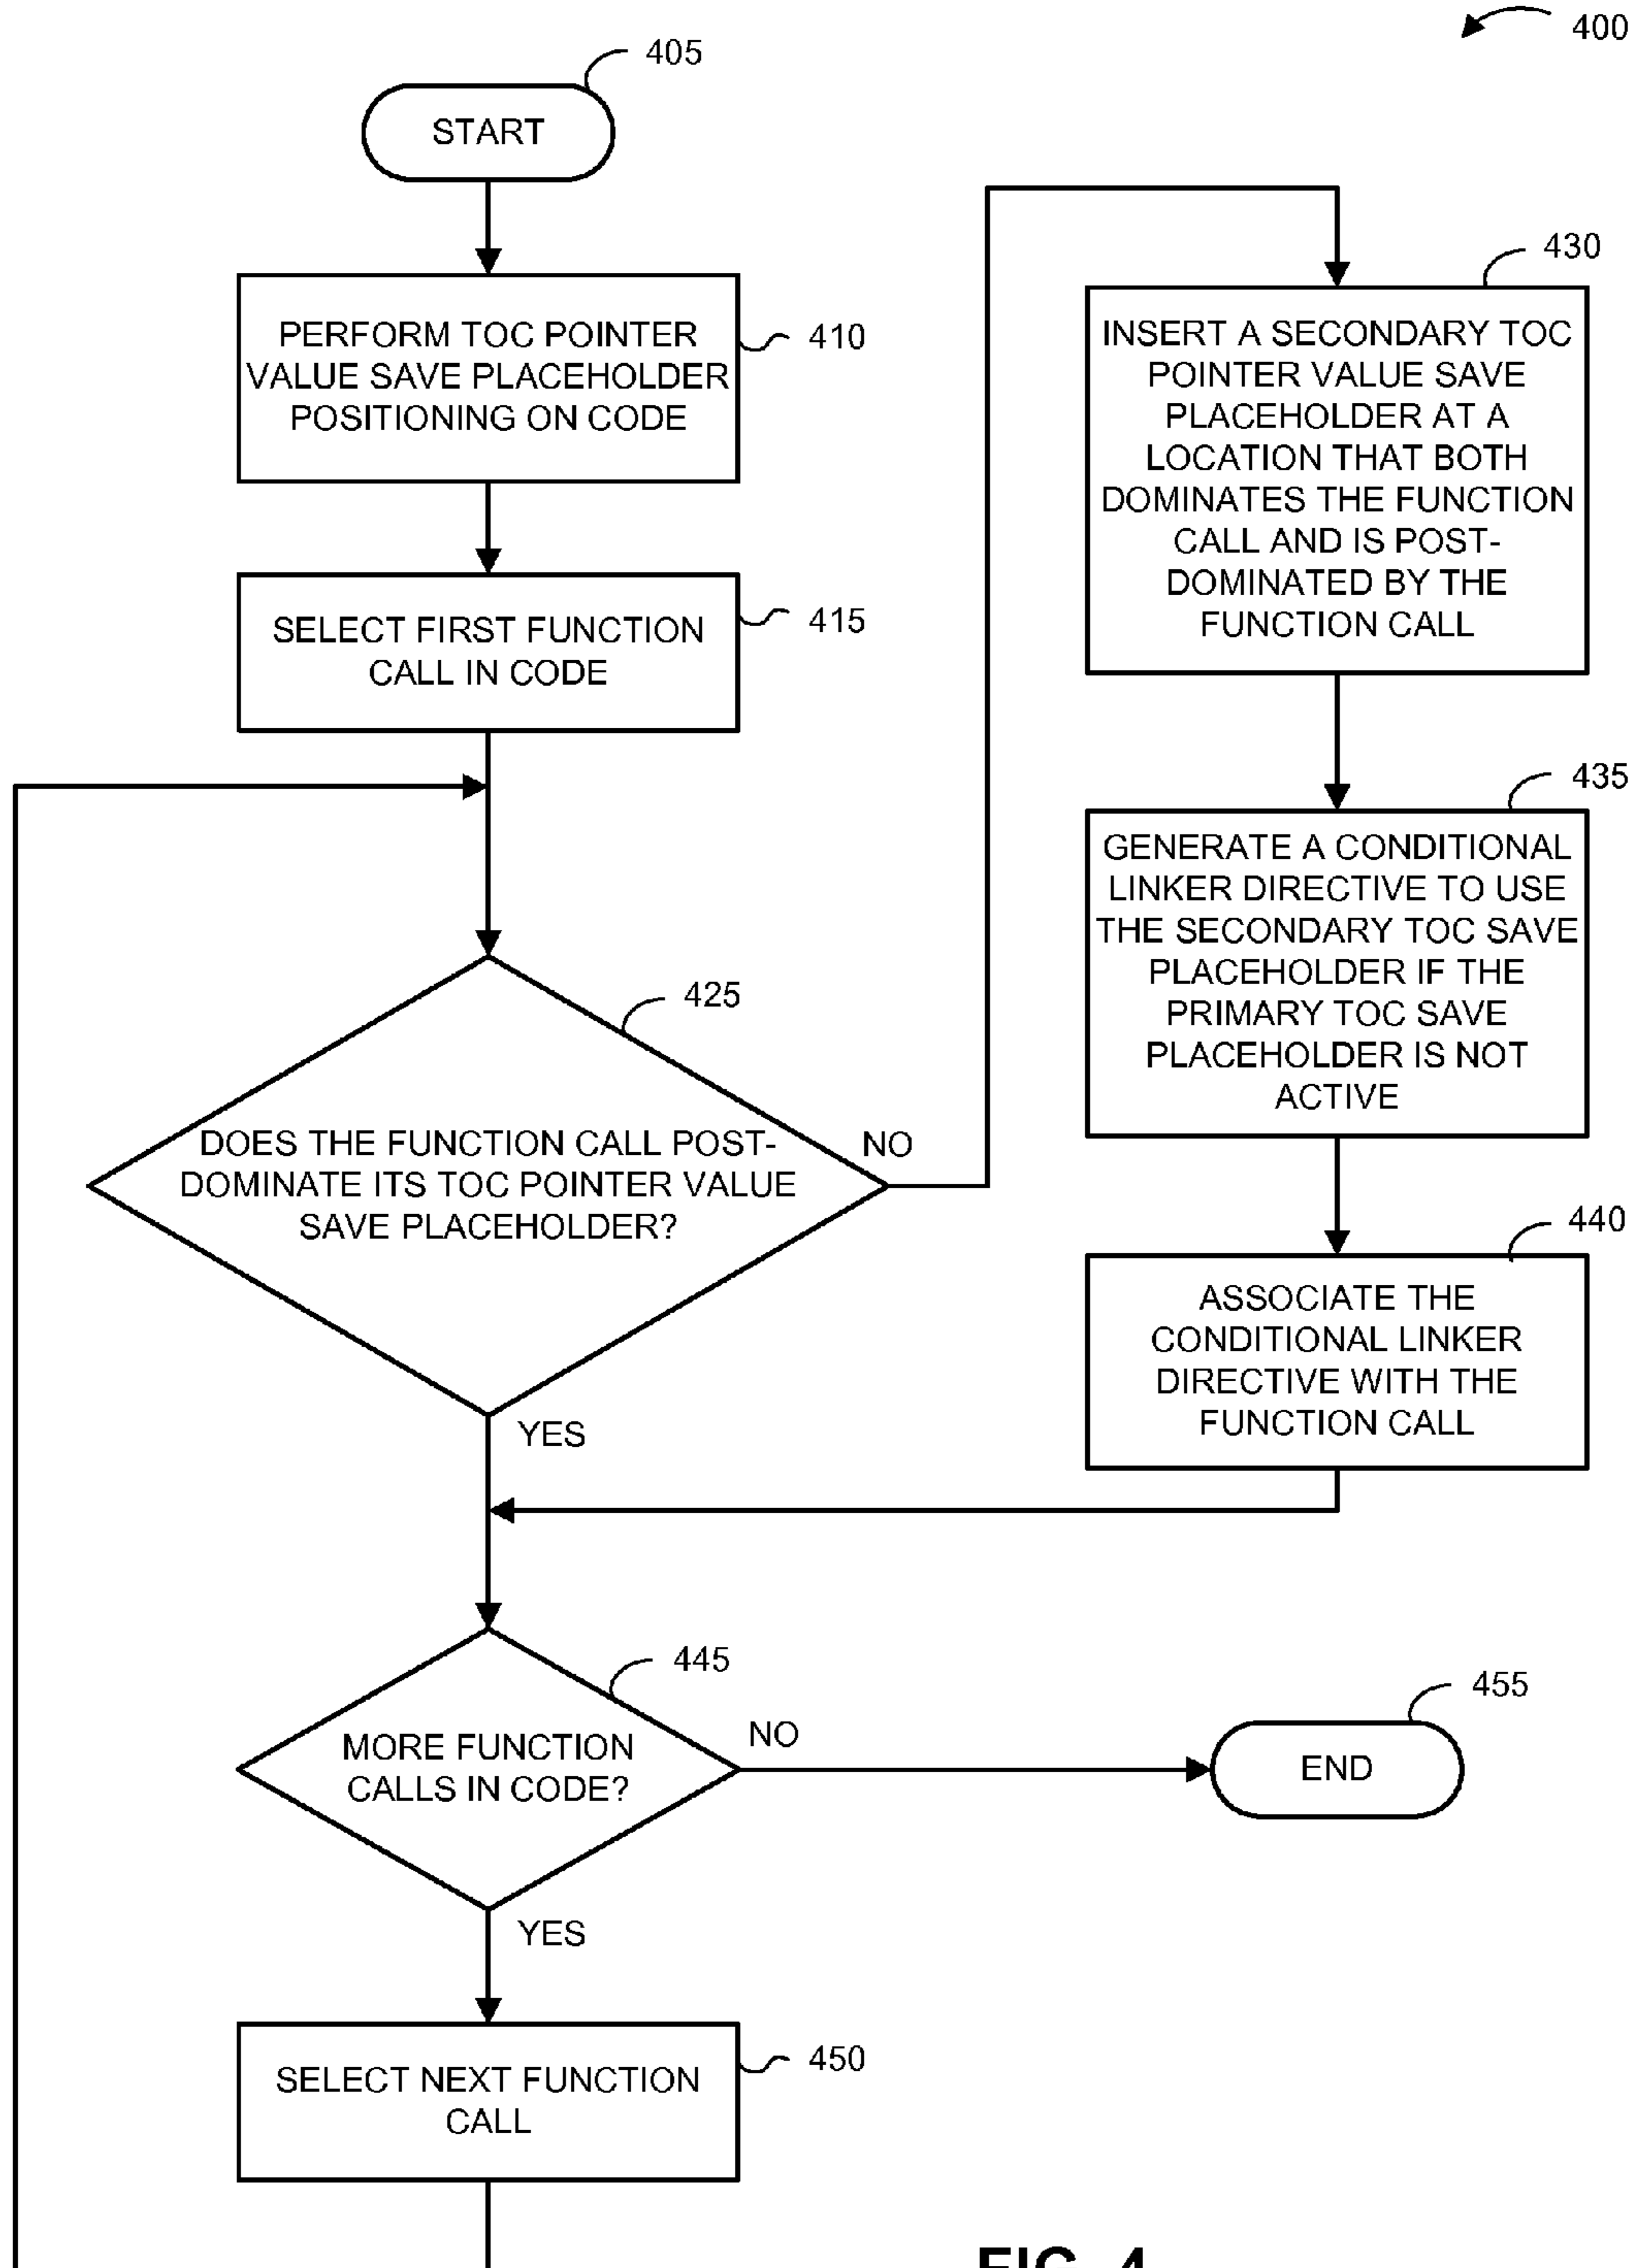 400
405
START
PERFORM TOC POINTER
VALUE SAVE PLACEHOLDER
POSITIONING ON CODE
410
SELECT FIRST FUNCTION
CALL IN CODE
415
425
DOES THE FUNCTION CALL POST-
DOMINATE ITS TOC POINTER VALUE
SAVE PLACEHOLDER?
NO
YES
430
INSERT A SECONDARY TOC
POINTER VALUE SAVE
PLACEHOLDER AT A
LOCATION THAT BOTH
DOMINATES THE FUNCTION
CALL AND IS POST-
DOMINATED BY THE
FUNCTION CALL
435
GENERATE A CONDITIONAL
LINKER DIRECTIVE TO USE
THE SECONDARY TOC SAVE
PLACEHOLDER IF THE
PRIMARY TOC SAVE
PLACEHOLDER IS NOT
ACTIVE
440
ASSOCIATE THE
CONDITIONAL LINKER
DIRECTIVE WITH THE
FUNCTION CALL
445
MORE FUNCTION
CALLS IN CODE?
NO
455
END
YES
SELECT NEXT FUNCTION
CALL
450
FIG. 4